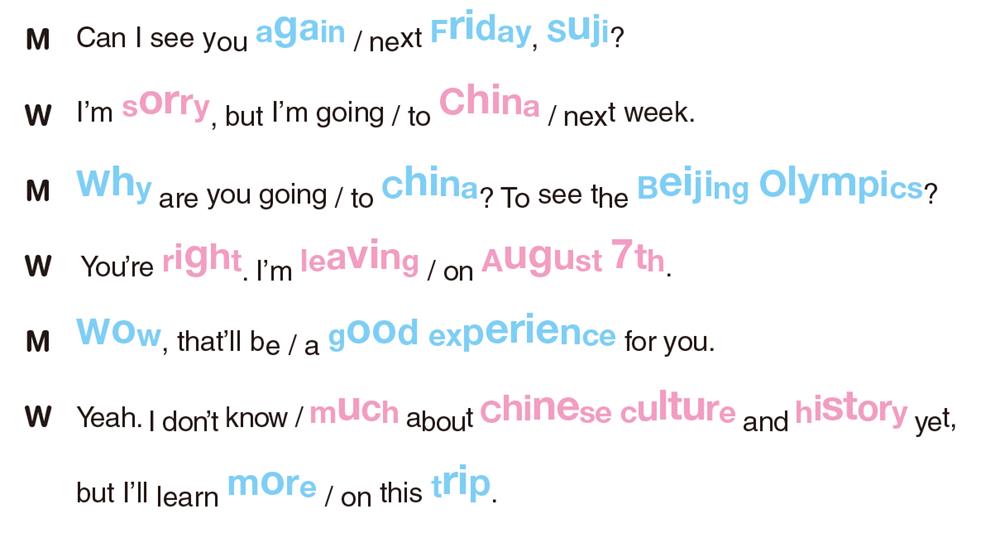 M Can I see you again / next Friday, suji?
W I'm sorry, but I'm going / to China / next week.
M Why are you going / to china? To see the Beijing Olympics?
W You're right. I'm leaving / on August 7th.
M Wow, that'll be / a good experience for you.
W Yeah. I don't know / much about chinese culture and history yet,
but I'll learn more / on this trip.